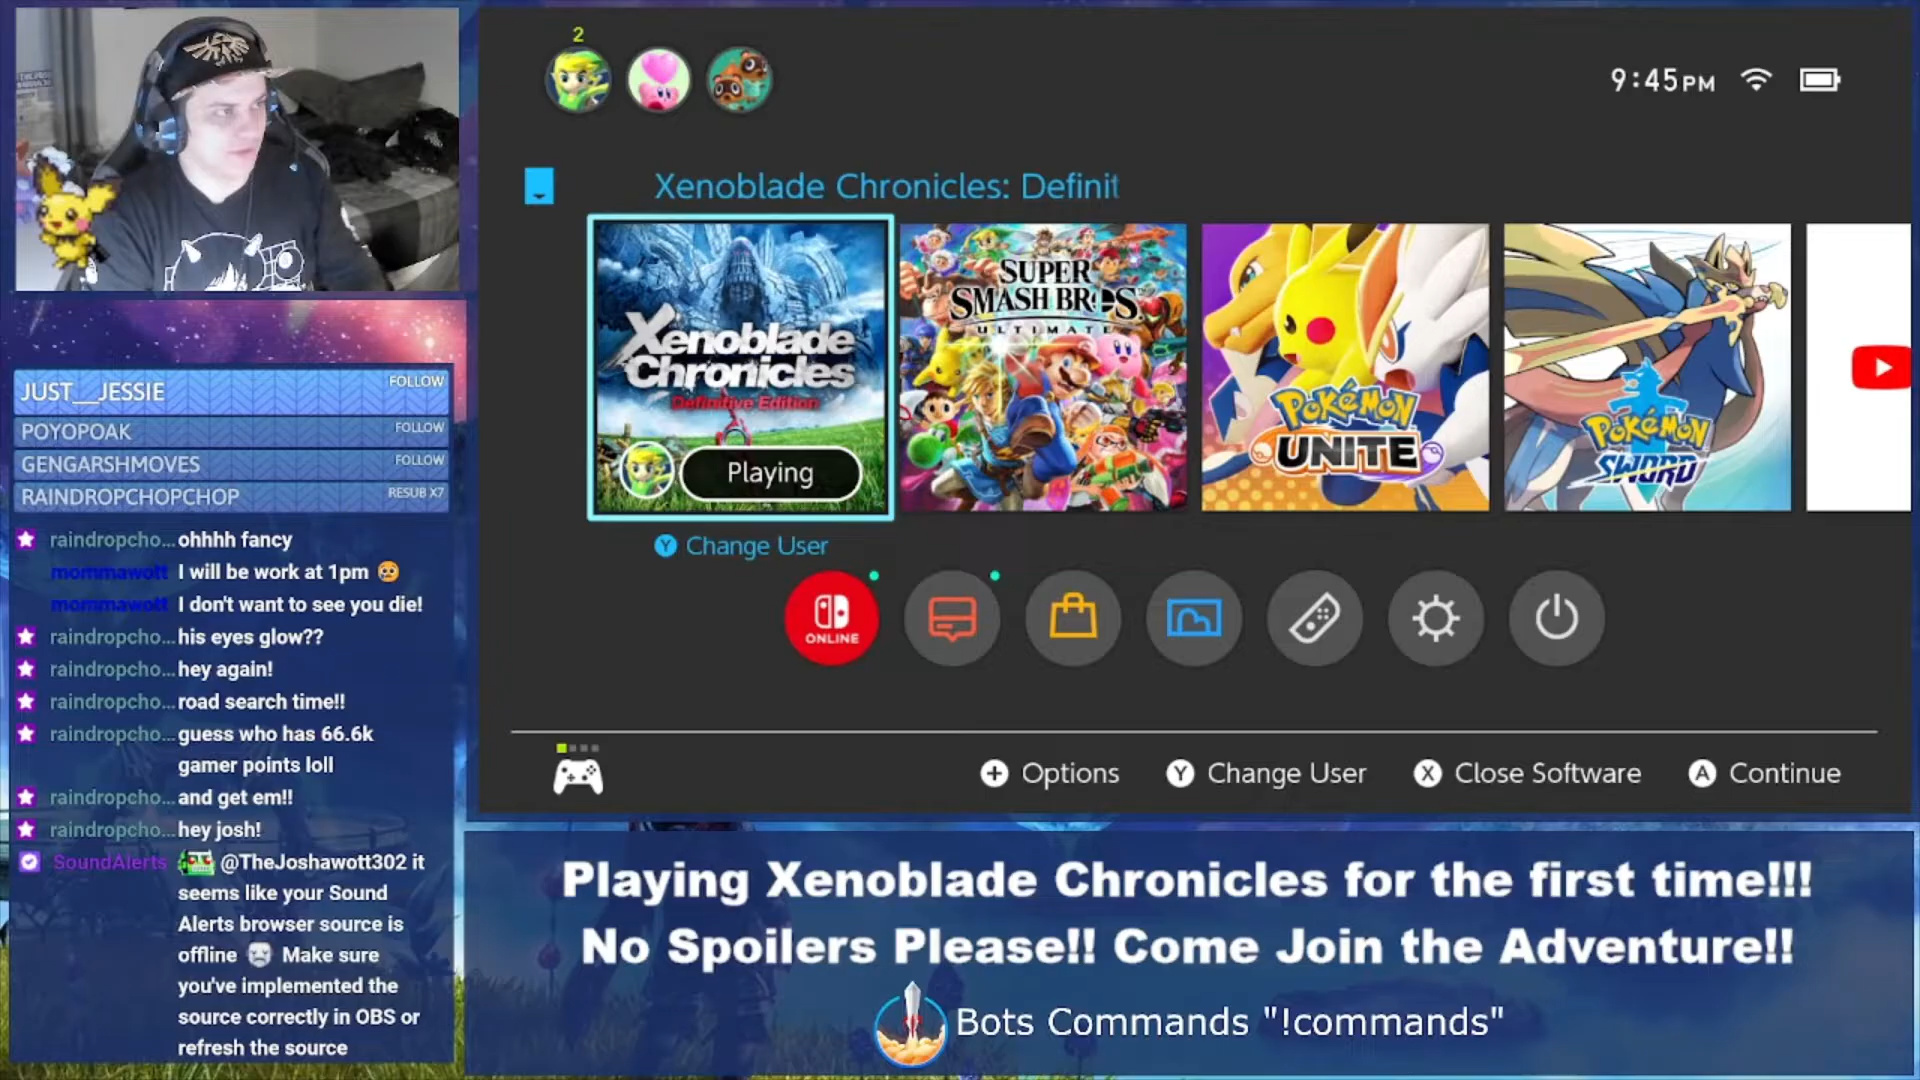 2
9:45PM
Xenoblade Chronicles: Definit
Xenoblade
Chronicles
Definitive Edition
Playing
SUPER
SMASH BROS.
ULTIMATE
POKéMON
UNITE
POKéMON
SWORD
Y Change User
ONLINE
+ Options
Y Change User
X Close Software
A Continue
JUST__JESSIE FOLLOW
POYOPOAK FOLLOW
GENGARSHMOVES FOLLOW
RAINDROPCHOPCHOP RESUB X7
raindropcho... ohhhh fancy
mommawott I will be work at 1pm 😢
mommawott I don't want to see you die!
raindropcho... his eyes glow??
raindropcho... hey again!
raindropcho... road search time!!
raindropcho... guess who has 66.6k
gamer points loll
raindropcho... and get em!!
raindropcho... hey josh!
SoundAlerts @TheJoshawott302 it
seems like your Sound
Alerts browser source is
offline Make sure
you've implemented the
source correctly in OBS or
refresh the source
Playing Xenoblade Chronicles for the first time!!!
No Spoilers Please!! Come Join the Adventure!!
Bots Commands "!commands"